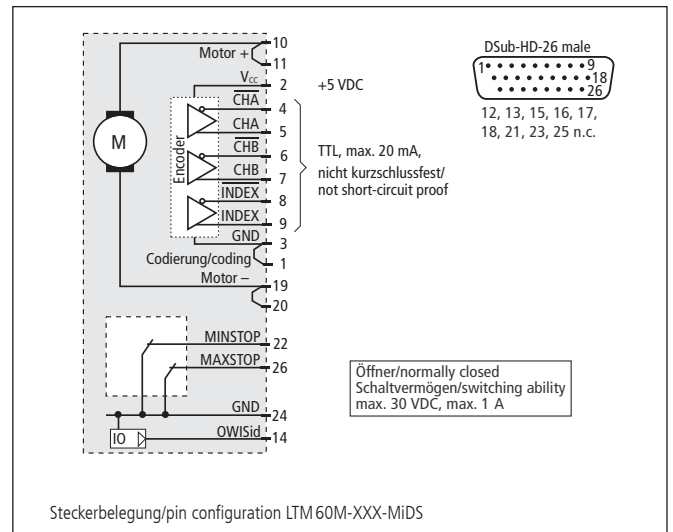 10
Motor +
11
V_CC
2
+5 VDC
C̅H̅A̅
4
CHA
5
C̅H̅B̅
6
CHB
7
I̅N̅D̅E̅X̅
8
INDEX
9
GND
3
Codierung/coding
1
Motor –
19
20
M
Encoder
TTL, max. 20 mA,
nicht kurzschlussfest/
not short-circuit proof
DSub-HD-26 male
1 9
18
26
12, 13, 15, 16, 17,
18, 21, 23, 25 n.c.
MINSTOP
22
MAXSTOP
26
GND
24
IO
OWISid
14
Öffner/normally closed
Schaltvermögen/switching ability
max. 30 VDC, max. 1 A
Steckerbelegung/pin configuration LTM 60M-XXX-MiDS